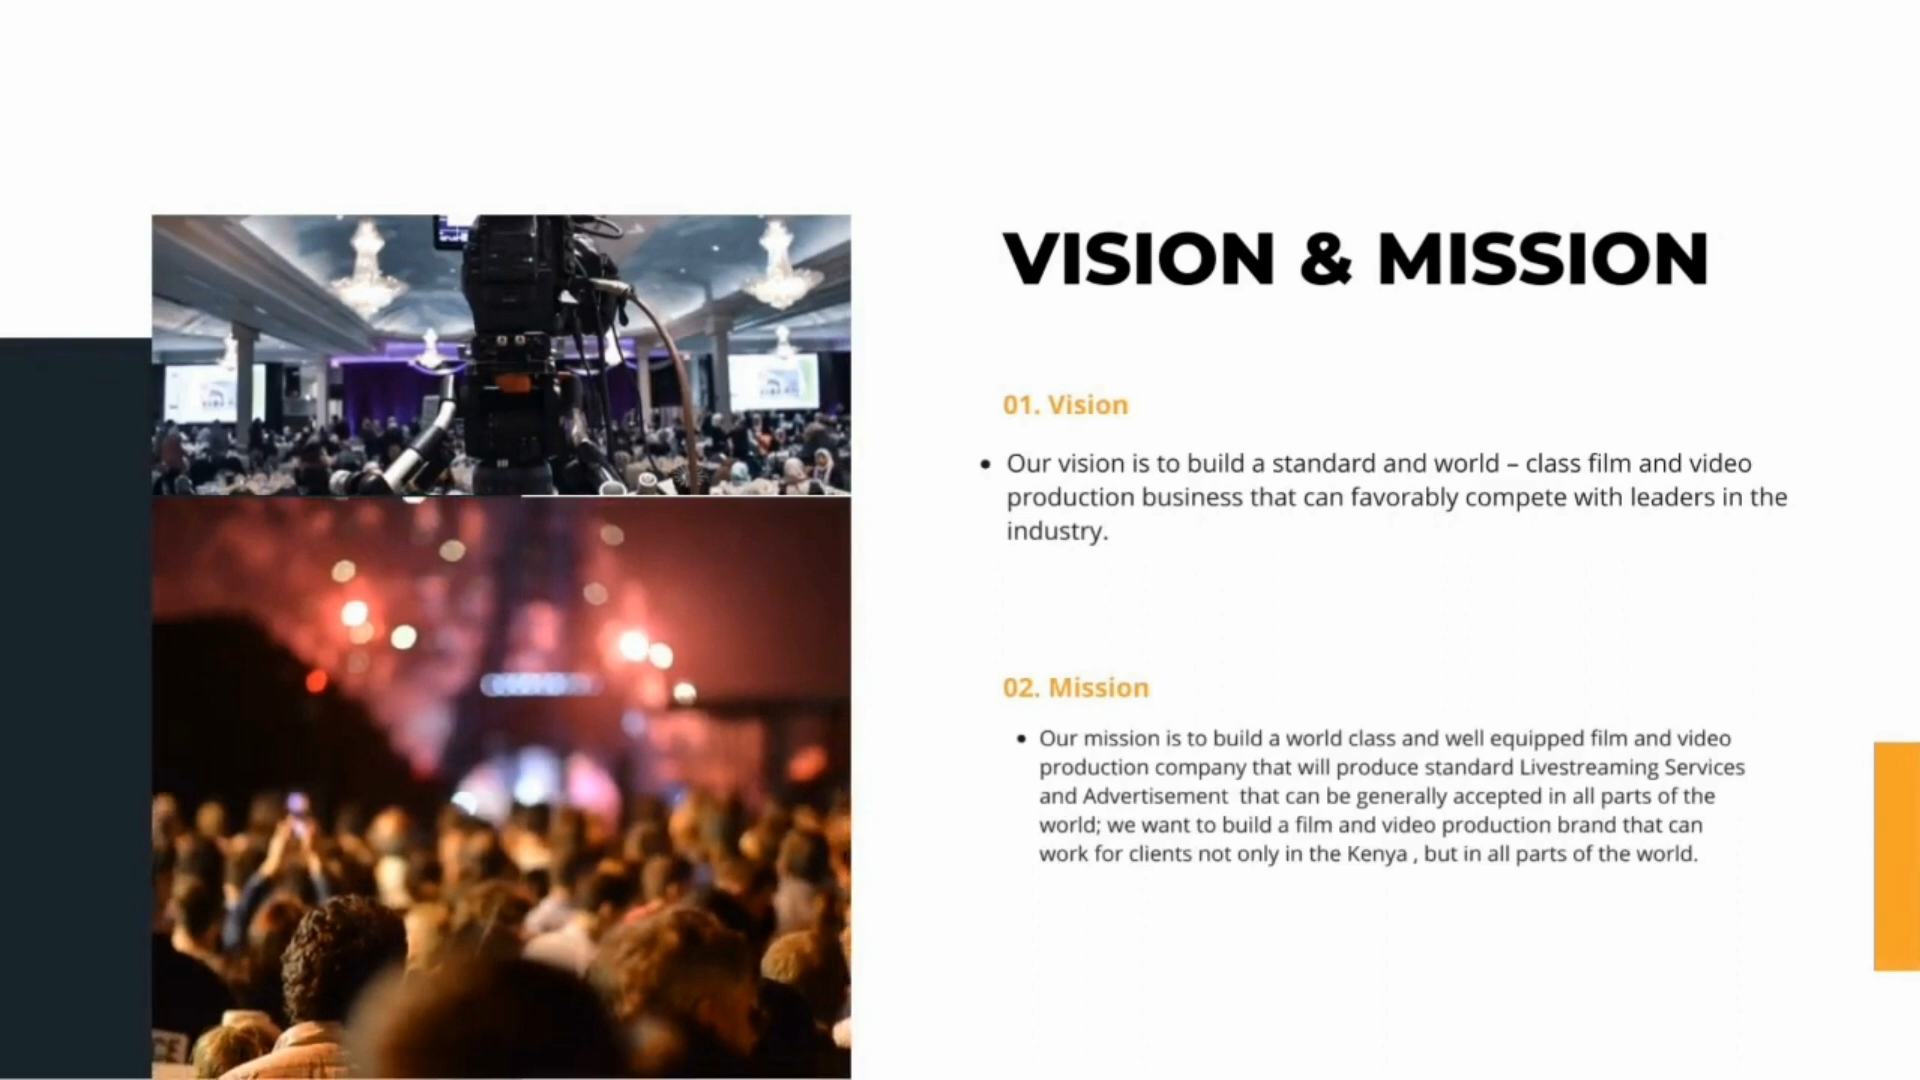 VISION & MISSION
01. Vision
• Our vision is to build a standard and world – class film and video
production business that can favorably compete with leaders in the
industry.
02. Mission
• Our mission is to build a world class and well equipped film and video
production company that will produce standard Livestreaming Services
and Advertisement  that can be generally accepted in all parts of the
world; we want to build a film and video production brand that can
work for clients not only in the Kenya , but in all parts of the world.